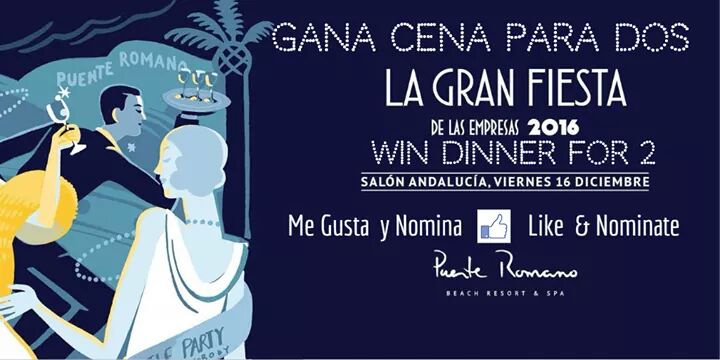 PUENTE ROMANO
GANA CENA PARA DOS
LA GRAN FIESTA
DE LAS EMPRESAS 2016
WIN DINNER FOR 2
SALÓN ANDALUCÍA, VIERNES 16 DICIEMBRE
Me Gusta y Nomina Like & Nominate
Puente Romano
BEACH RESORT & SPA
PARTY